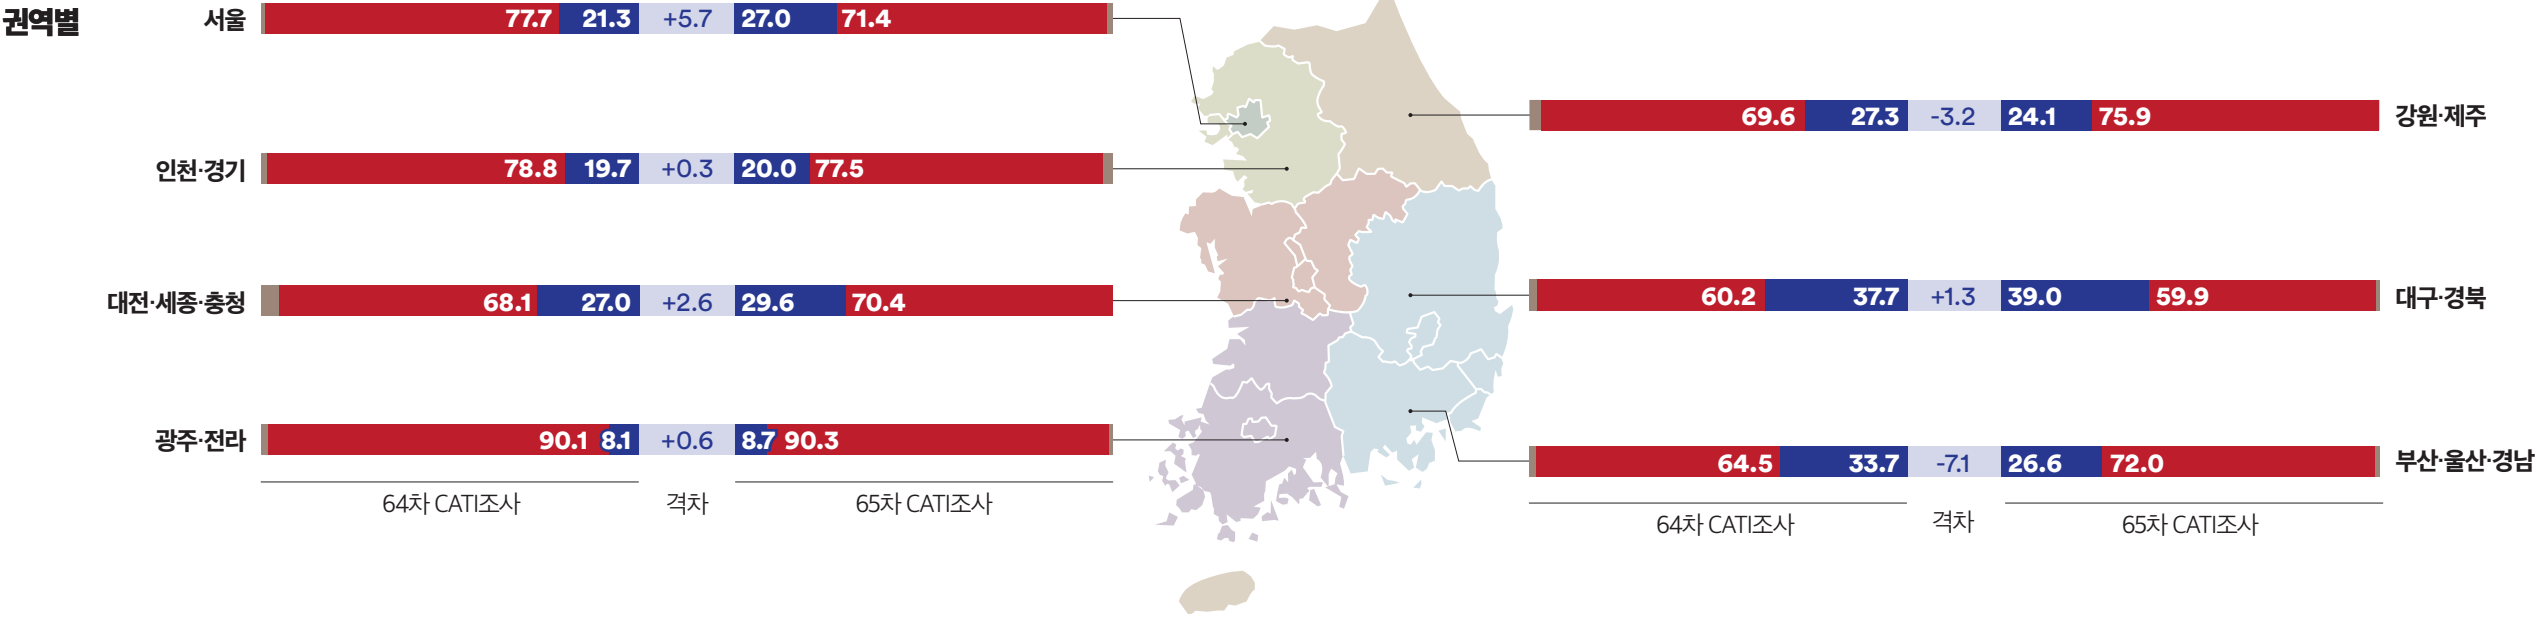 권역별
서울 77.7 21.3 +5.7 27.0 71.4
인천·경기 78.8 19.7 +0.3 20.0 77.5
대전·세종·충청 68.1 27.0 +2.6 29.6 70.4
광주·전라 90.1 8.1 +0.6 8.7 90.3
64차 CATI조사 격차 65차 CATI조사
69.6 27.3 -3.2 24.1 75.9 강원·제주
60.2 37.7 +1.3 39.0 59.9 대구·경북
64.5 33.7 -7.1 26.6 72.0 부산·울산·경남
64차 CATI조사 격차 65차 CATI조사